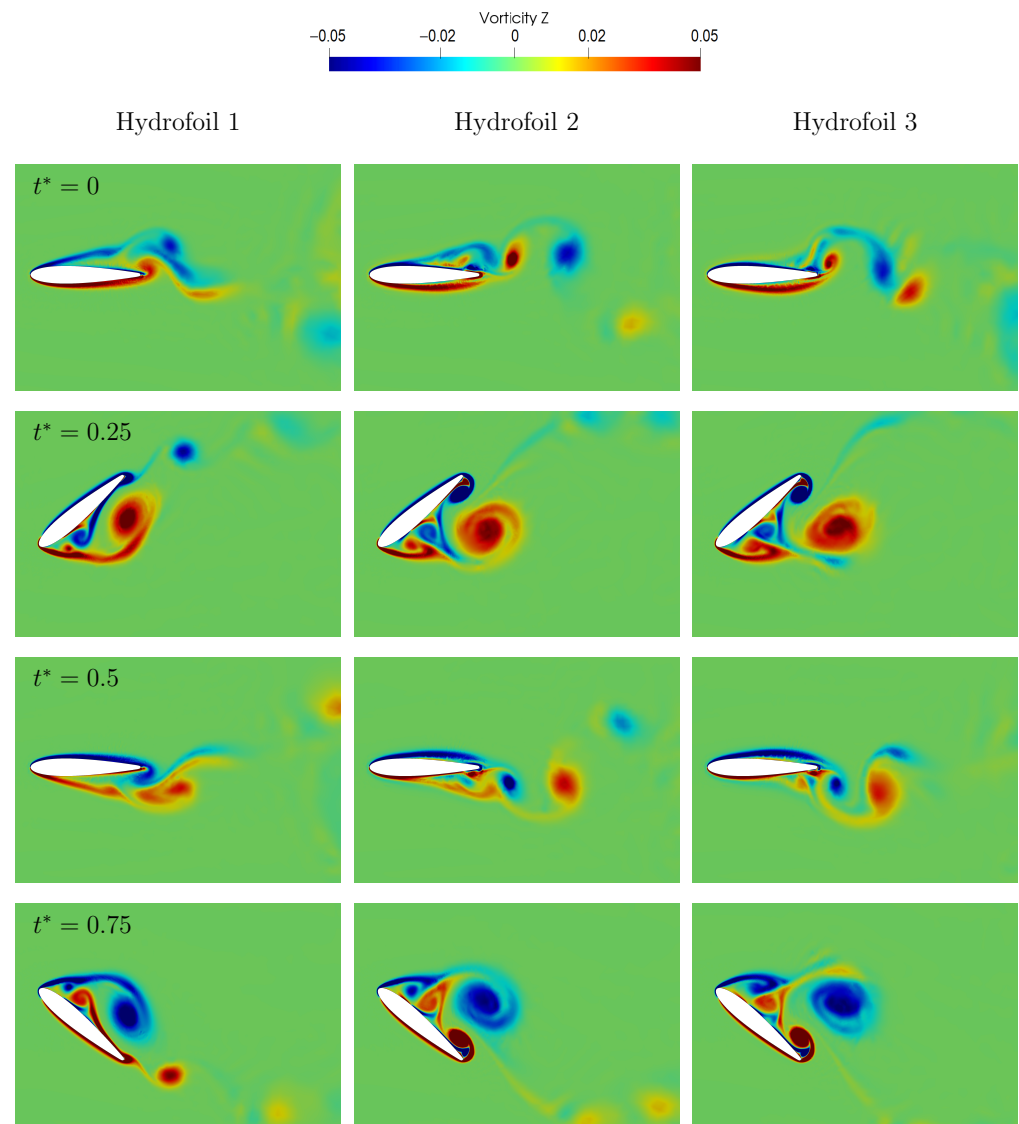 Vorticity Z
−0.05 −0.02 0 0.02 0.05
Hydrofoil 1 Hydrofoil 2 Hydrofoil 3
t* = 0
t* = 0.25
t* = 0.5
t* = 0.75